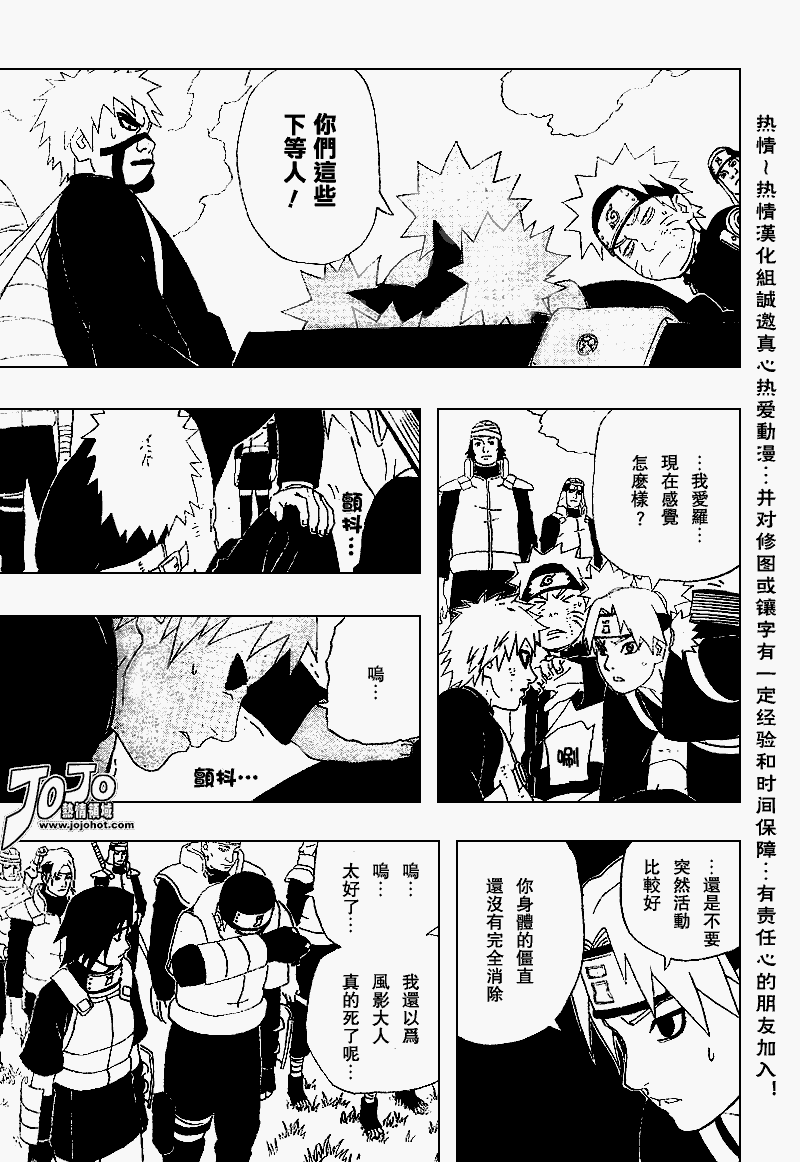 你們這些
下等人！
…我愛羅…
現在感覺
怎麼樣？
顫抖…
嗚…
顫抖…
…還是不要
突然活動
比較好
你身體的僵直
還沒有完全消除
嗚…
嗚…
太好了…
我還以爲
風影大人
真的死了呢…
JOJO
熱情領域
www.jojohot.com
热情～热情漢化組誠邀真心热爱動漫…并对修图或镶字有一定经验和时间保障…有责任心的朋友加入！